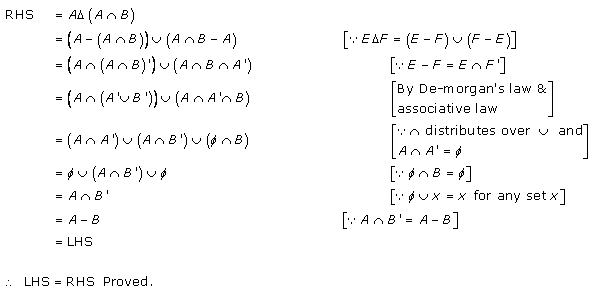 RHS = AΔ(A∩B)
= (A−(A∩B))∪(A∩B−A) [∵ EΔF = (E−F)∪(F−E)]
= (A∩(A∩B)')∪(A∩B∩A') [∵ E−F = E∩F']
= (A∩(A'∪B'))∪(A∩A'∩B) [By De-morgan's law & associative law]
= (A∩A')∪(A∩B')∪(ϕ∩B) [∵ ∩ distributes over ∪ and A∩A' = ϕ]
= ϕ∪(A∩B')∪ϕ [∵ ϕ∩B = ϕ]
= A∩B' [∵ ϕ∪x = x for any set x]
= A−B [∵ A∩B' = A−B]
= LHS
∴ LHS = RHS Proved.